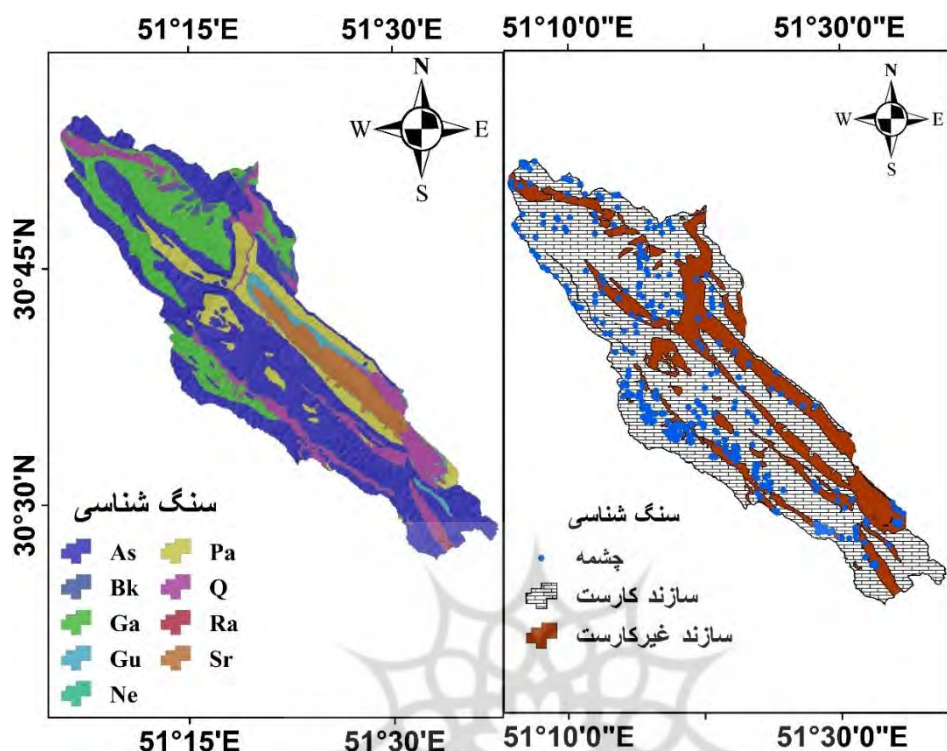 51°15'E 51°30'E
N
W E
S
30°45'N
30°30'N
سنگ شناسی
As Pa
Bk Q
Ga Ra
Gu Sr
Ne
51°15'E 51°30'E
51°10'0"E 51°30'0"E
N
W E
S
سنگ شناسی
چشمه
سازند کارست
سازند غیرکارست
51°10'0"E 51°30'0"E